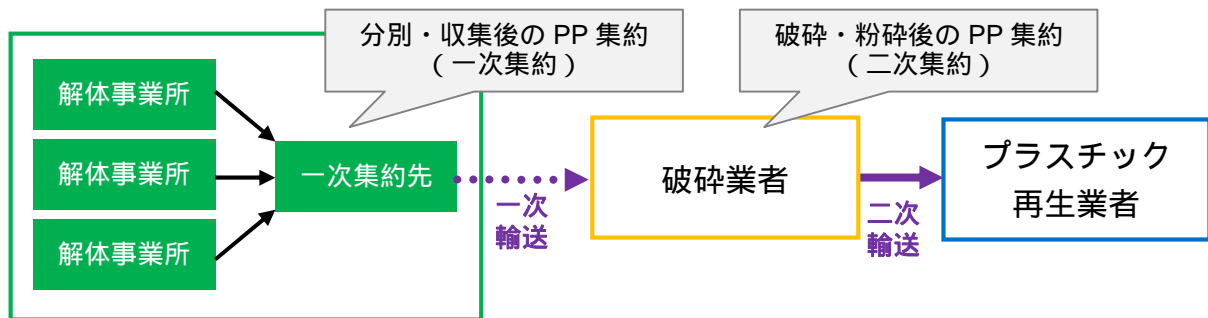 分別・収集後の PP 集約
(一次集約)
破砕・粉砕後の PP 集約
(二次集約)
解体事業所
解体事業所
解体事業所
一次集約先
一次
輸送
破砕業者
二次
輸送
プラスチック
再生業者